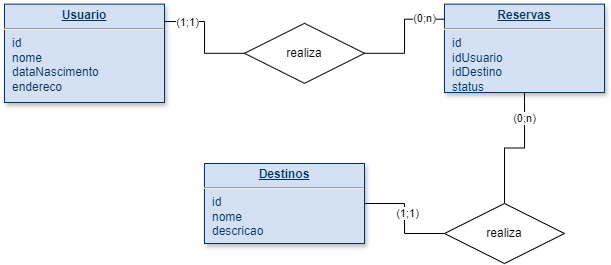 Usuario
id
nome
dataNascimento
endereco
(1;1)
realiza
(0;n)
Reservas
id
idUsuario
idDestino
status
(0;n)
Destinos
id
nome
descricao
(1;1)
realiza